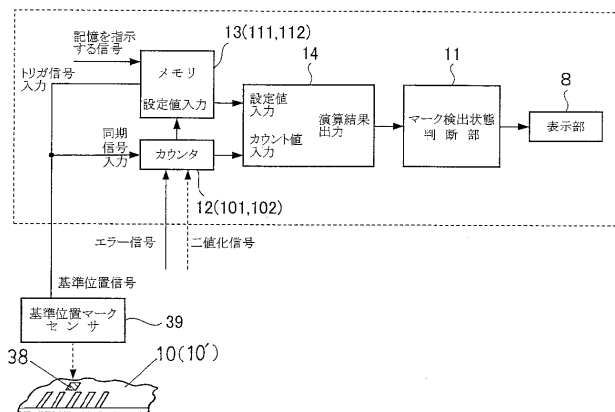 記憶を指示
する信号
13(111,112)
トリガ信号
入力
メモリ
設定値入力
14
設定値
入力
演算結果
出力
カウント値
入力
11
マーク検出状態
判断部
8
表示部
同期
信号
入力
カウンタ
12(101,102)
エラー信号
二値化信号
基準位置信号
基準位置マーク
センサ
39
38
10(10′)